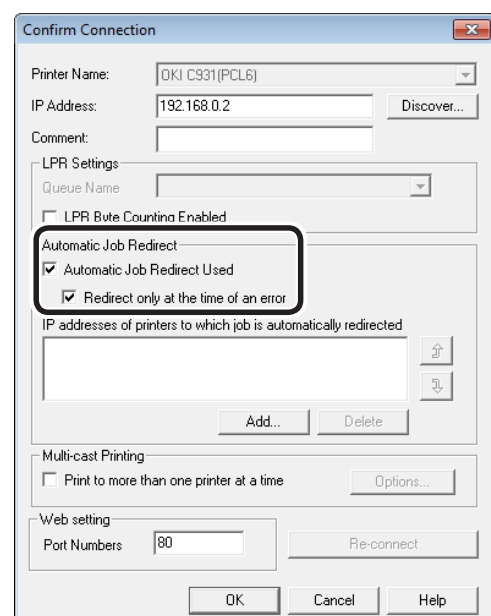 Confirm Connection
Printer Name: OKI C931(PCL6)
IP Address: 192.168.0.2 Discover...
Comment:
LPR Settings
Queue Name
LPR Byte Counting Enabled
Automatic Job Redirect
Automatic Job Redirect Used
Redirect only at the time of an error
IP addresses of printers to which job is automatically redirected
Add... Delete
Multi-cast Printing
Print to more than one printer at a time Options...
Web setting
Port Numbers 80 Re-connect
OK Cancel Help